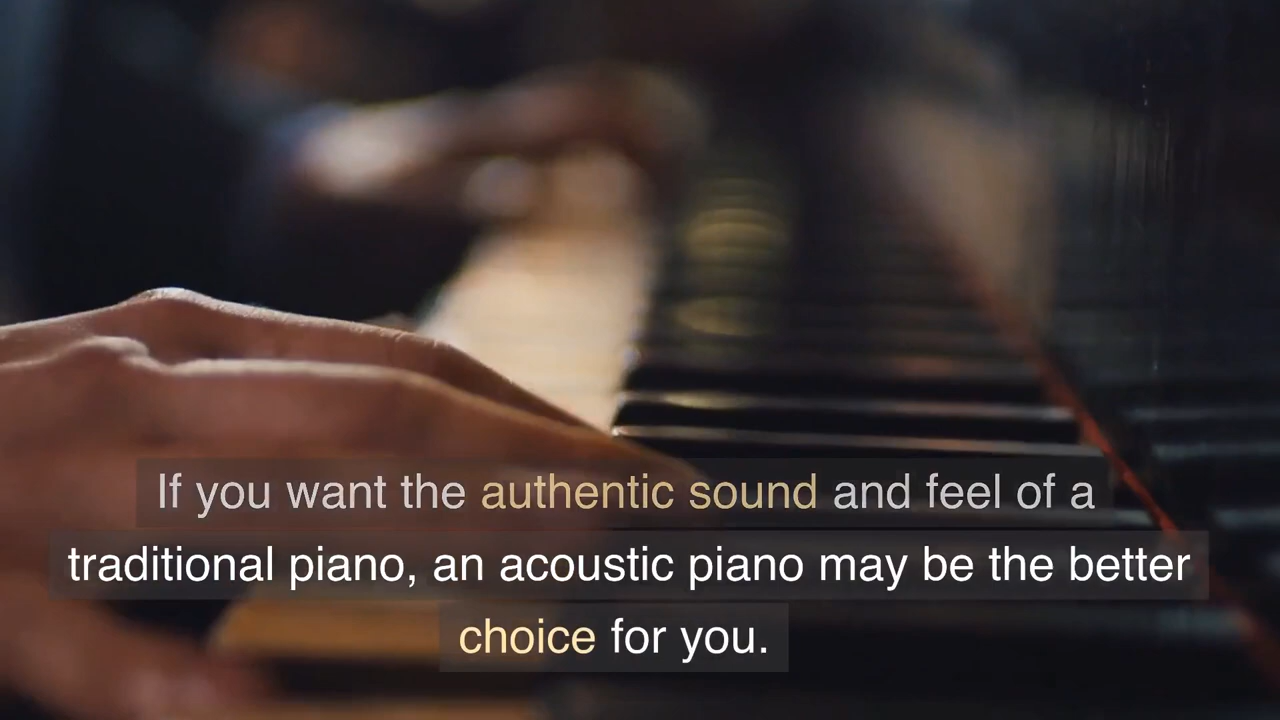 If you want the authentic sound and feel of a
traditional piano, an acoustic piano may be the better
choice for you.